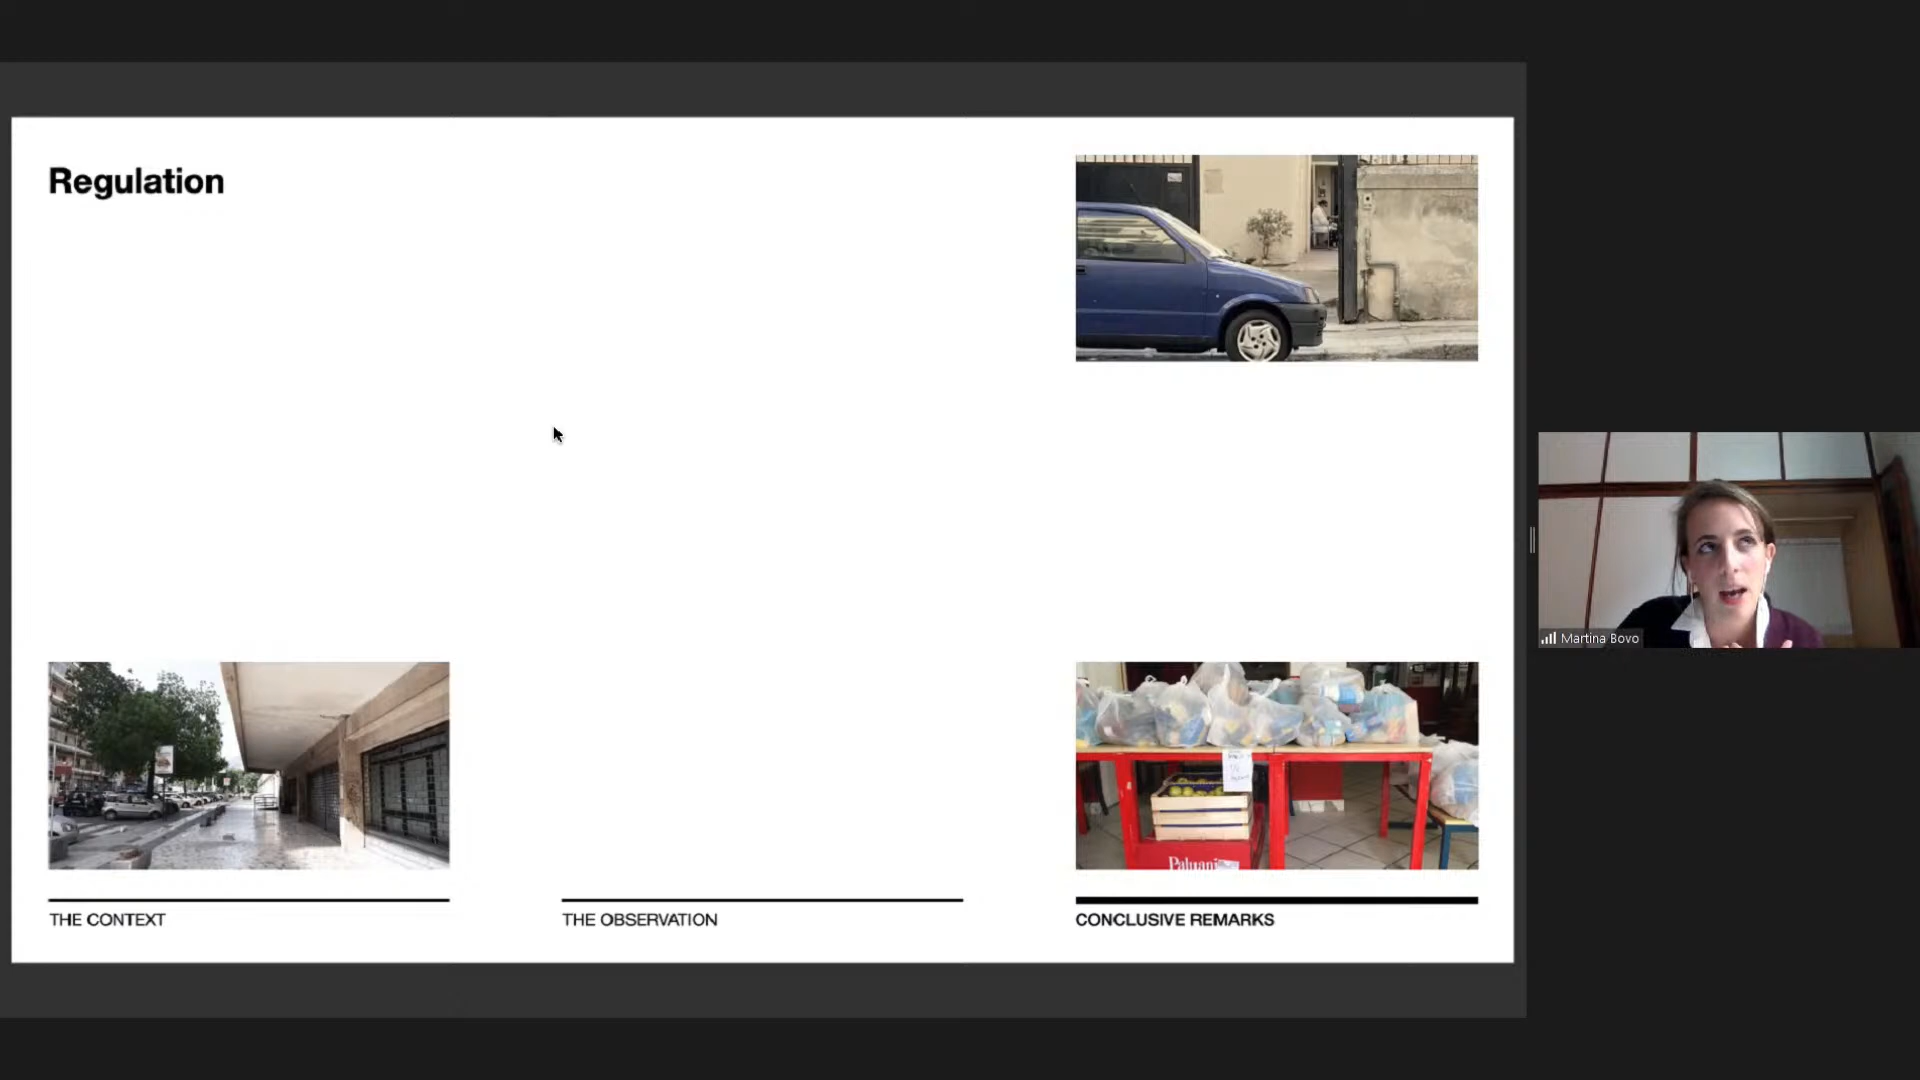 Regulation
Martina Bovo
Paluani
THE CONTEXT
THE OBSERVATION
CONCLUSIVE REMARKS